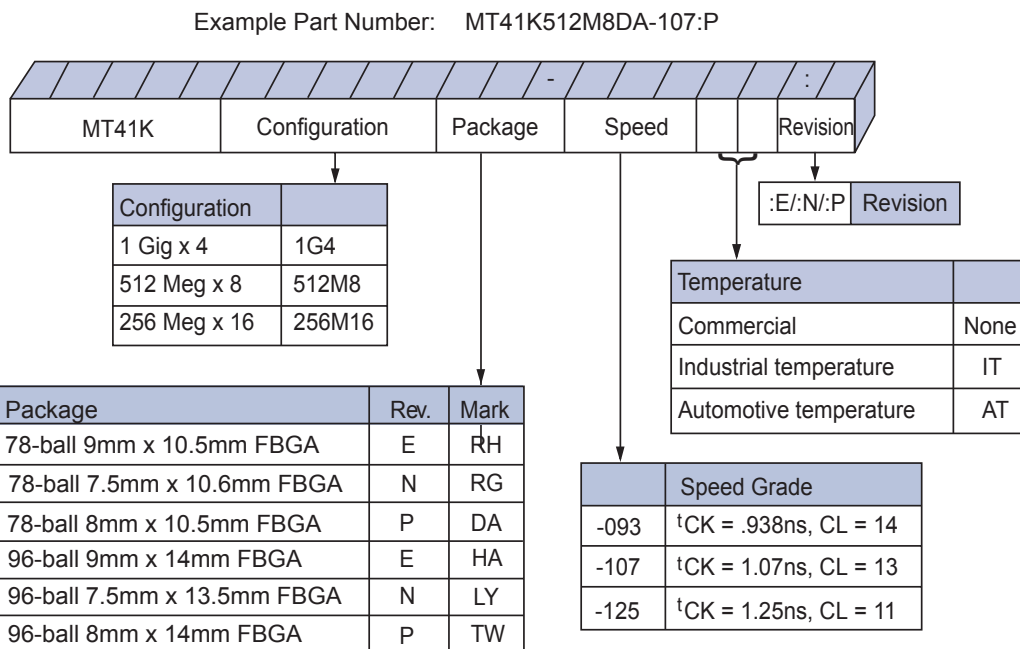 Example Part Number: MT41K512M8DA-107:P
- :
MT41K Configuration Package Speed Revision
:E/:N/:P Revision
Configuration
1 Gig x 4 1G4
512 Meg x 8 512M8
256 Meg x 16 256M16
Temperature
Commercial None
Industrial temperature IT
Automotive temperature AT
Package Rev. Mark
78-ball 9mm x 10.5mm FBGA E RH
78-ball 7.5mm x 10.6mm FBGA N RG
78-ball 8mm x 10.5mm FBGA P DA
96-ball 9mm x 14mm FBGA E HA
96-ball 7.5mm x 13.5mm FBGA N LY
96-ball 8mm x 14mm FBGA P TW
Speed Grade
-093 tCK = .938ns, CL = 14
-107 tCK = 1.07ns, CL = 13
-125 tCK = 1.25ns, CL = 11